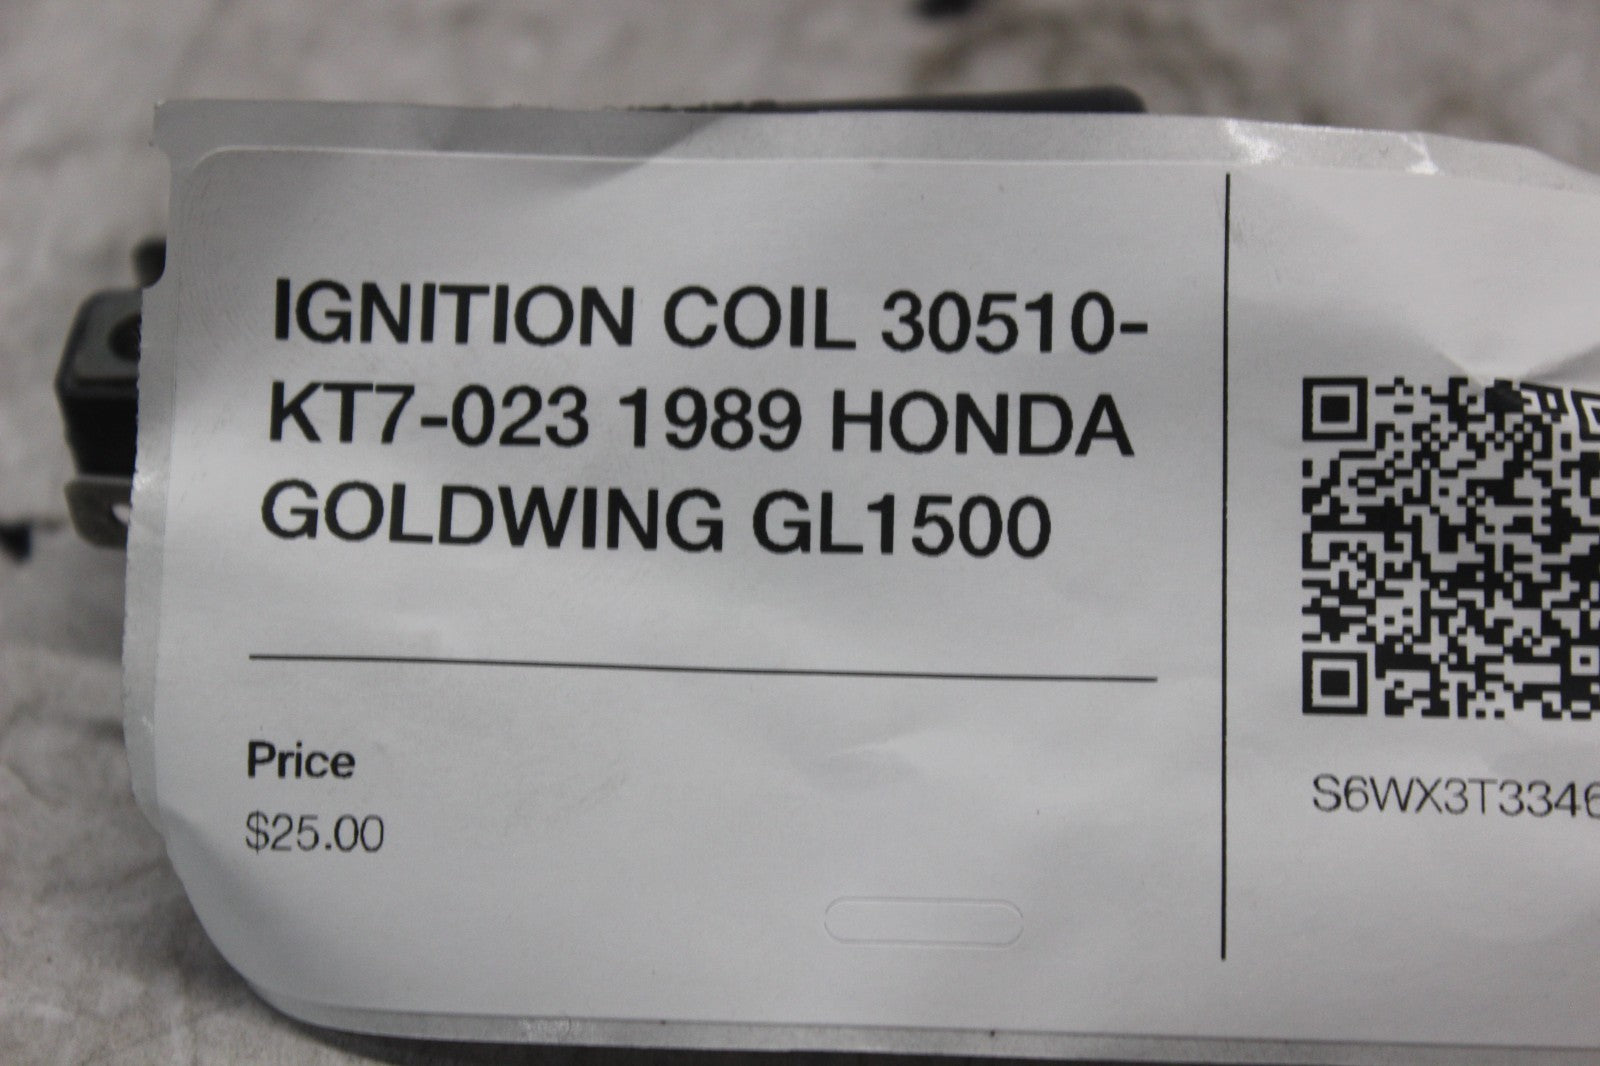 IGNITION COIL 30510-
KT7-023 1989 HONDA
GOLDWING GL1500
Price
$25.00
S6WX3T3346